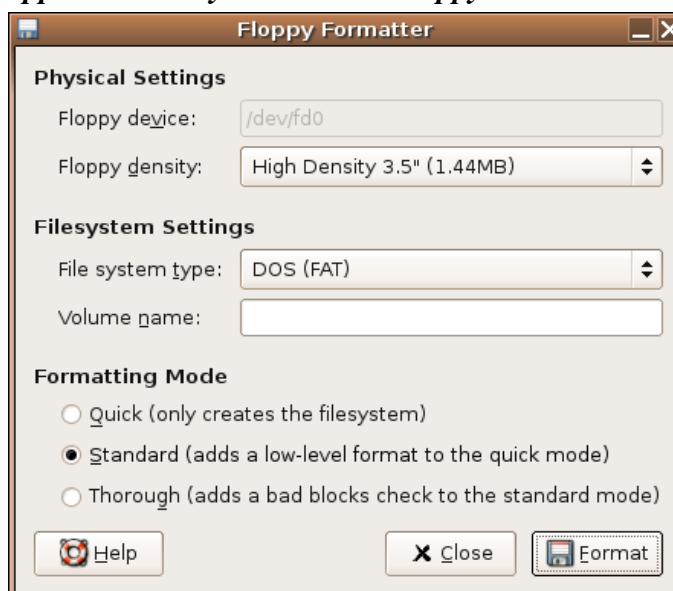 Floppy Formatter
Physical Settings
Floppy device: /dev/fd0
Floppy density: High Density 3.5" (1.44MB)
Filesystem Settings
File system type: DOS (FAT)
Volume name:
Formatting Mode
Quick (only creates the filesystem)
Standard (adds a low-level format to the quick mode)
Thorough (adds a bad blocks check to the standard mode)
Help Close Format